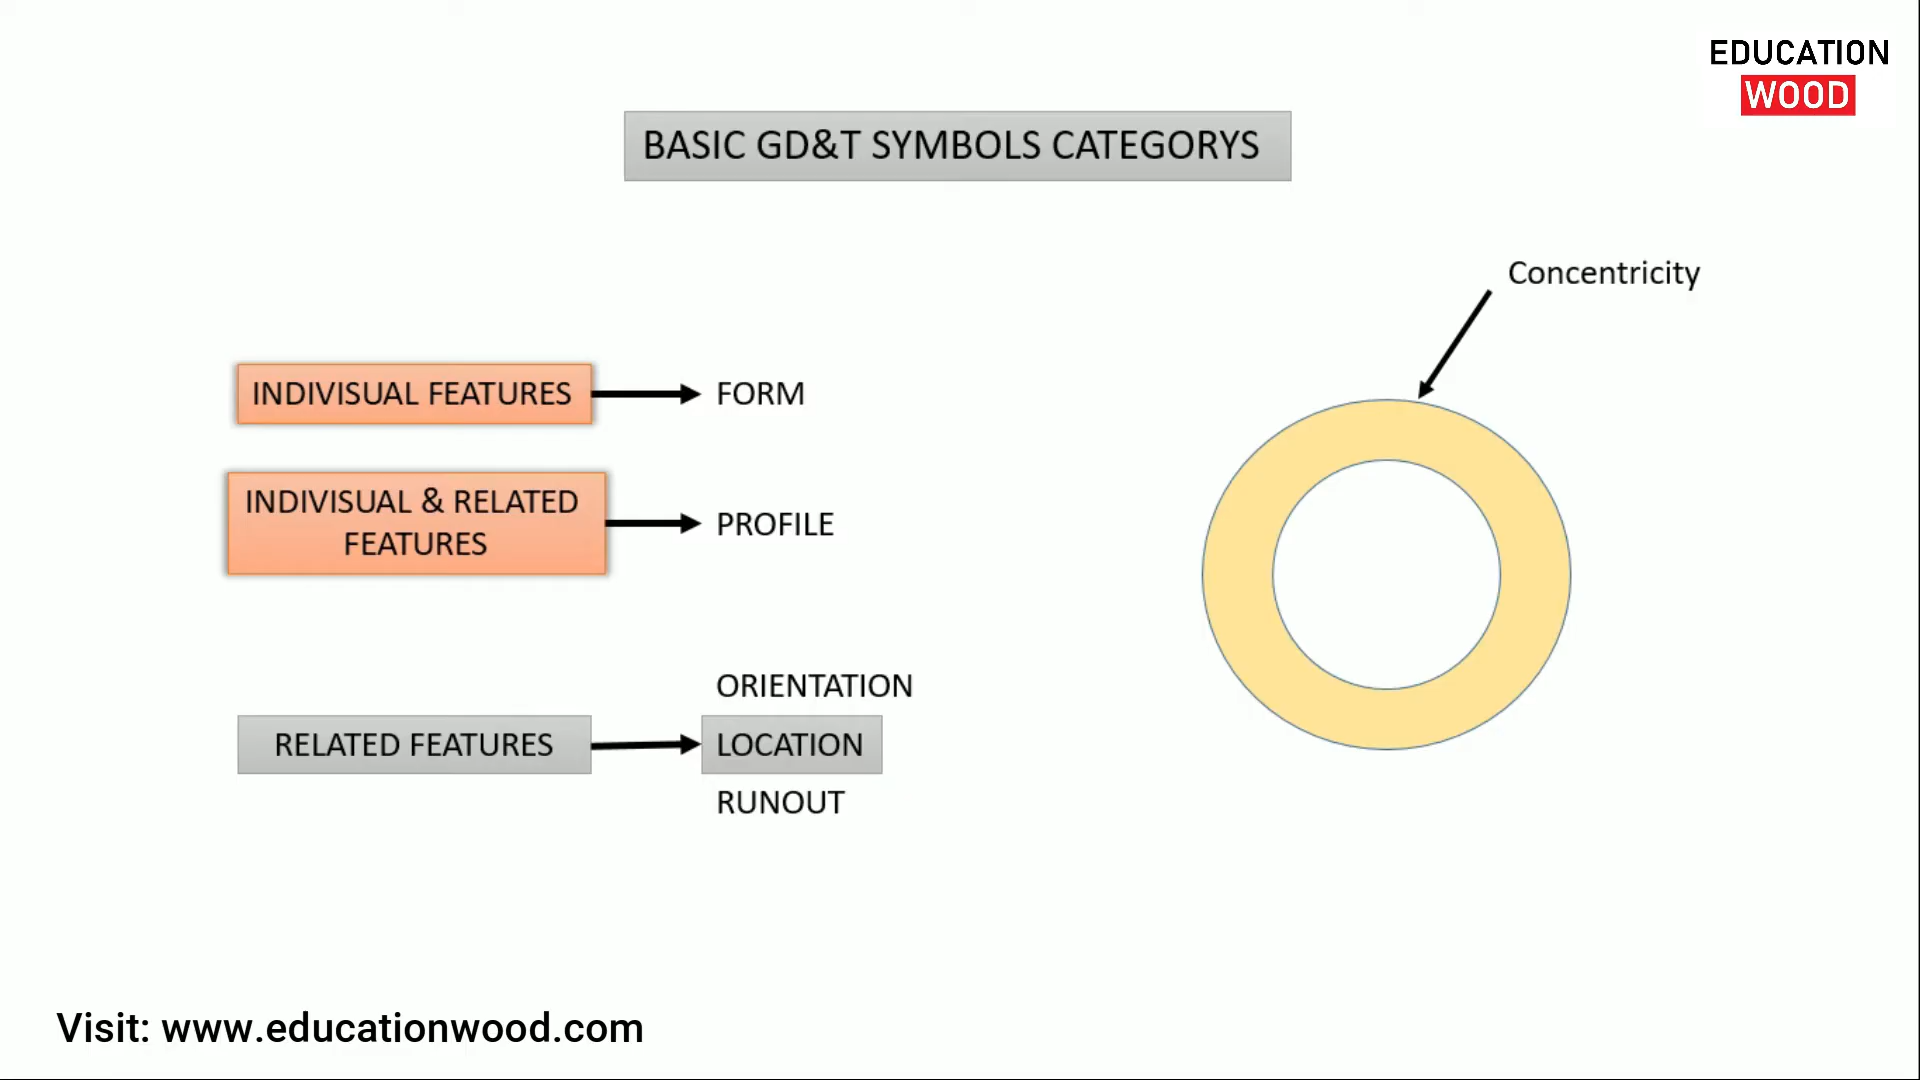 EDUCATION
WOOD
BASIC GD&T SYMBOLS CATEGORYS
Concentricity
INDIVISUAL FEATURES
FORM
INDIVISUAL & RELATED
FEATURES
PROFILE
ORIENTATION
RELATED FEATURES
LOCATION
RUNOUT
Visit: www.educationwood.com